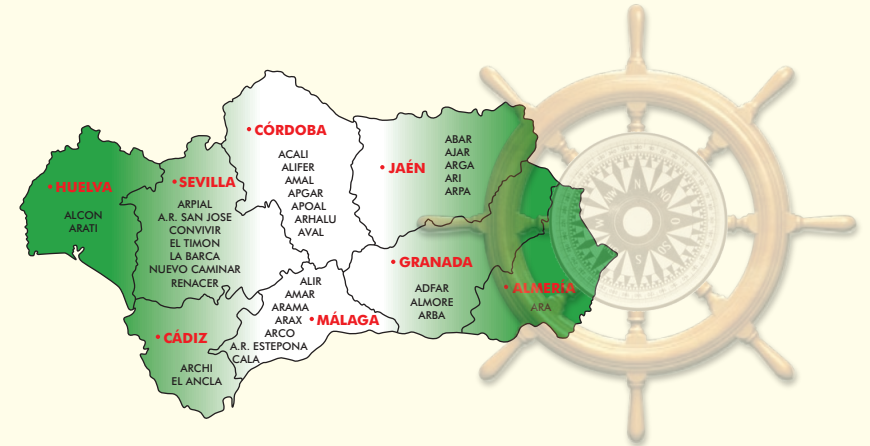 • HUELVA
ALCON
ARATI
• SEVILLA
ARPIAL
A.R. SAN JOSE
CONVIVIR
EL TIMON
LA BARCA
NUEVO CAMINAR
RENACER
• CÓRDOBA
ACALI
ALIFER
AMAL
APGAR
APOAL
ARHALU
AVAL
• JAÉN
ABAR
AJAR
ARGA
ARI
ARPA
• CÁDIZ
ARCHI
EL ANCLA
• MÁLAGA
ALIR
AMAR
ARAMA
ARAX
ARCO
A.R. ESTEPONA
CALA
• GRANADA
ADFAR
ALMORE
ARBA
• ALMERÍA
ARA
N
O
SO
S